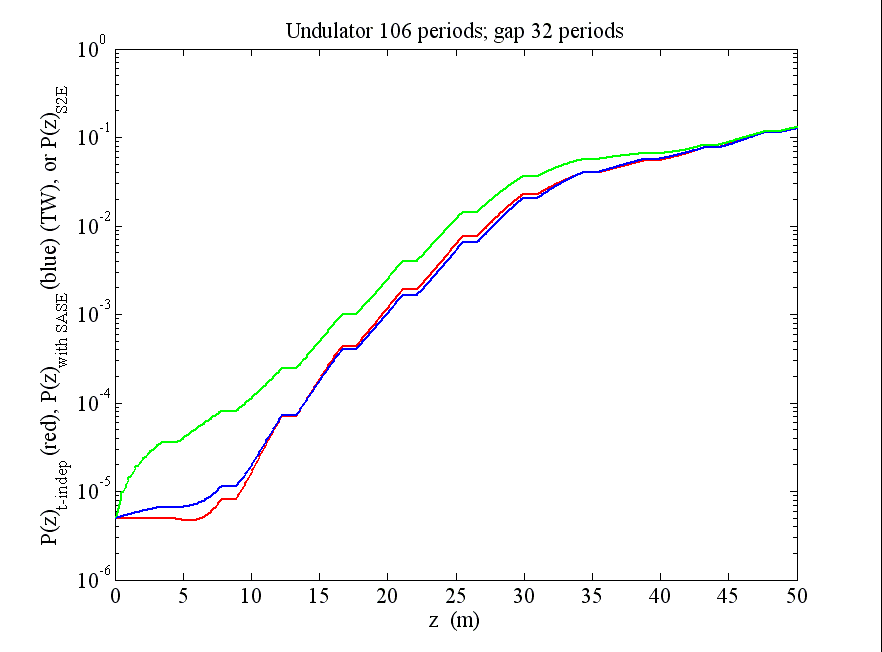 Undulator 106 periods; gap 32 periods
P(z)t-indep (red), P(z)with SASE (blue) (TW), or P(z)S2E
10^0
10^-1
10^-2
10^-3
10^-4
10^-5
10^-6
0 5 10 15 20 25 30 35 40 45 50
z (m)